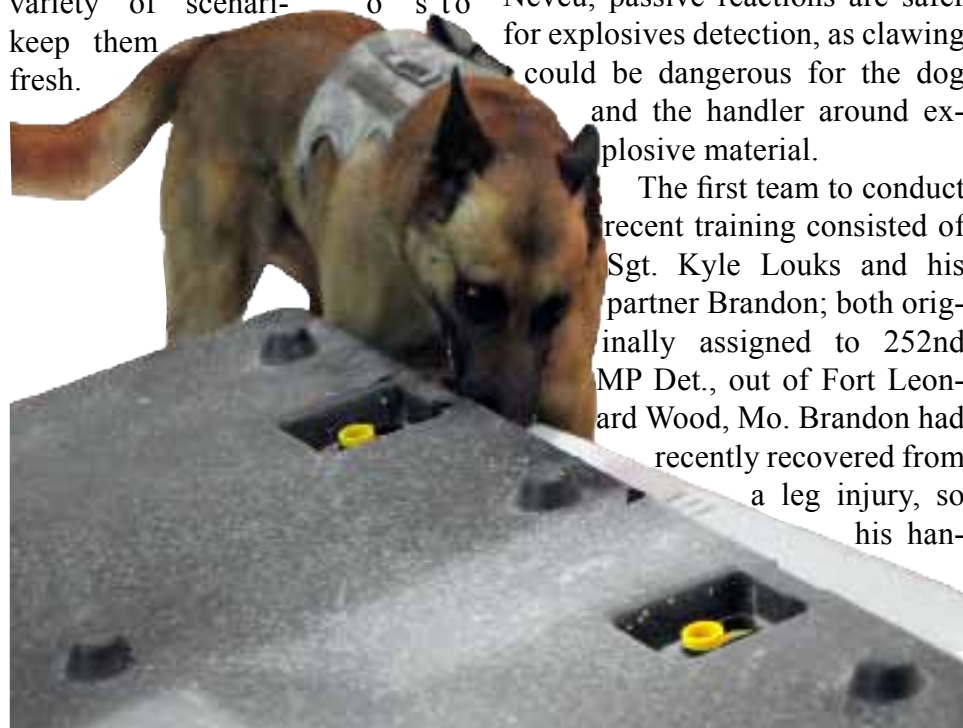 variety of scenari-
o s to
keep them
fresh.
Neveu, passive reactions are safer
for explosives detection, as clawing
could be dangerous for the dog
and the handler around ex-
plosive material.
The first team to conduct
recent training consisted of
Sgt. Kyle Louks and his
partner Brandon; both orig-
inally assigned to 252nd
MP Det., out of Fort Leon-
ard Wood, Mo. Brandon had
recently recovered from
a leg injury, so
his han-